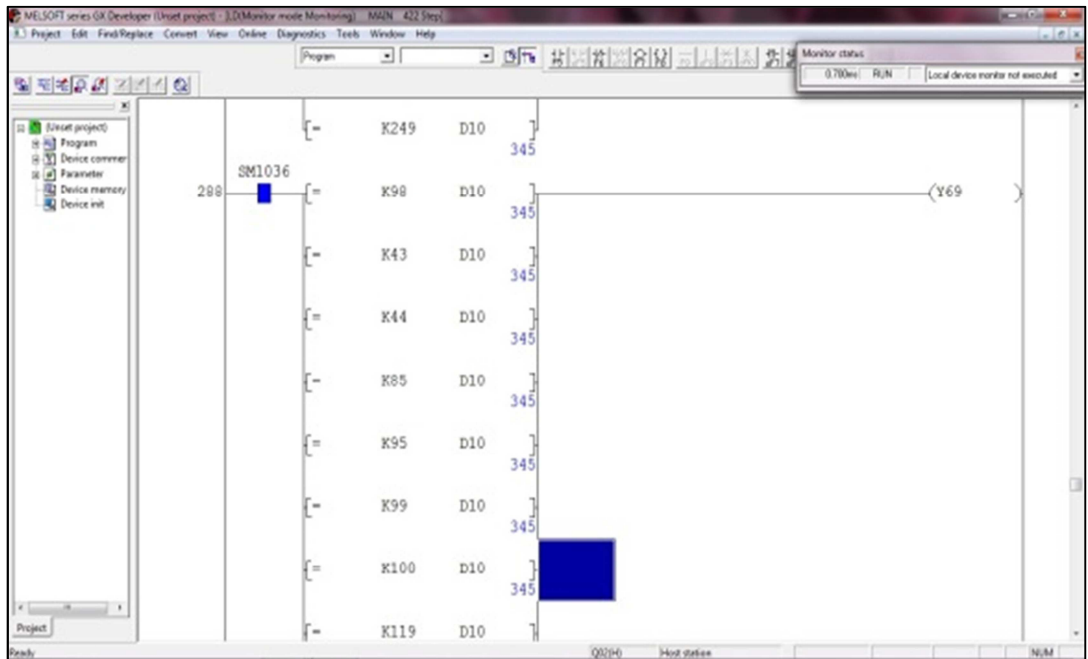 MELSOFT series GX Developer (Unset project) - [LD(Monitor mode Monitoring) MAIN 422 Step]
Project Edit Find/Replace Convert View Online Diagnostics Tools Window Help
Program
Monitor status
0.700ms RUN Local device monitor not executed
(Unset project)
Program
Device commer
Parameter
Device memory
Device init
Project
[= K249 D10 ]
345
SM1036
288 [= K98 D10 ] (Y69 )
345
[= K43 D10 ]
345
[= K44 D10 ]
345
[= K85 D10 ]
345
[= K95 D10 ]
345
[= K99 D10 ]
345
[= K100 D10 ]
345
[= K119 D10 ]
Ready Q02(H) Host station NUM